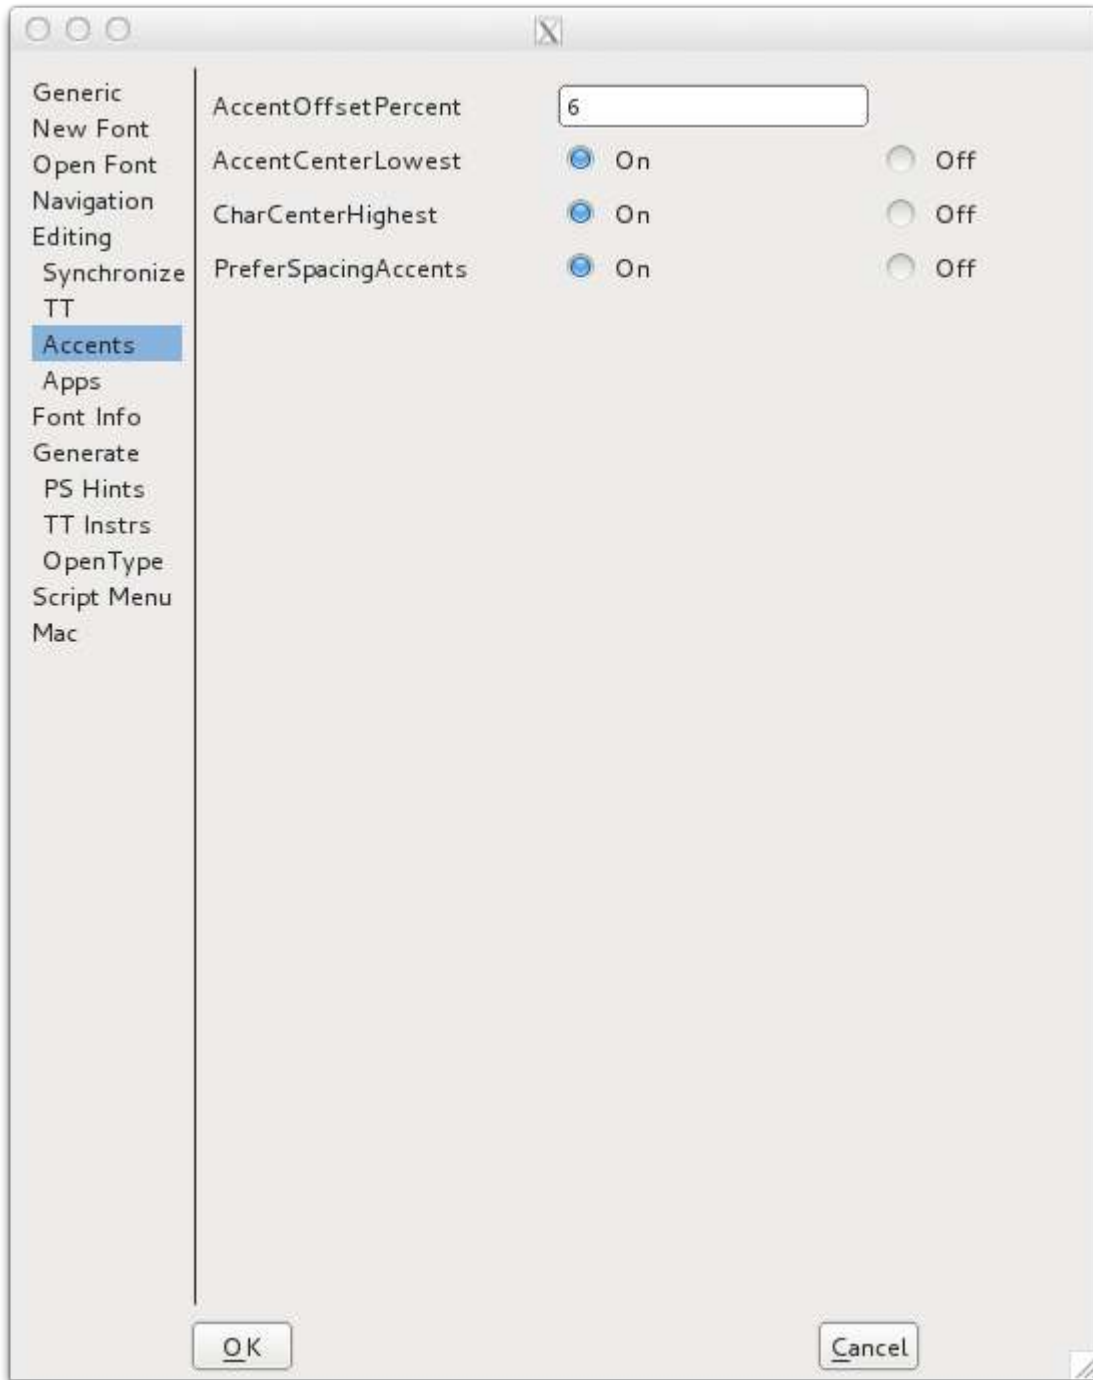 Generic
New Font
Open Font
Navigation
Editing
Synchronize
TT
Accents
Apps
Font Info
Generate
PS Hints
TT Instrs
OpenType
Script Menu
Mac
AccentOffsetPercent 6
AccentCenterLowest On Off
CharCenterHighest On Off
PreferSpacingAccents On Off
OK Cancel